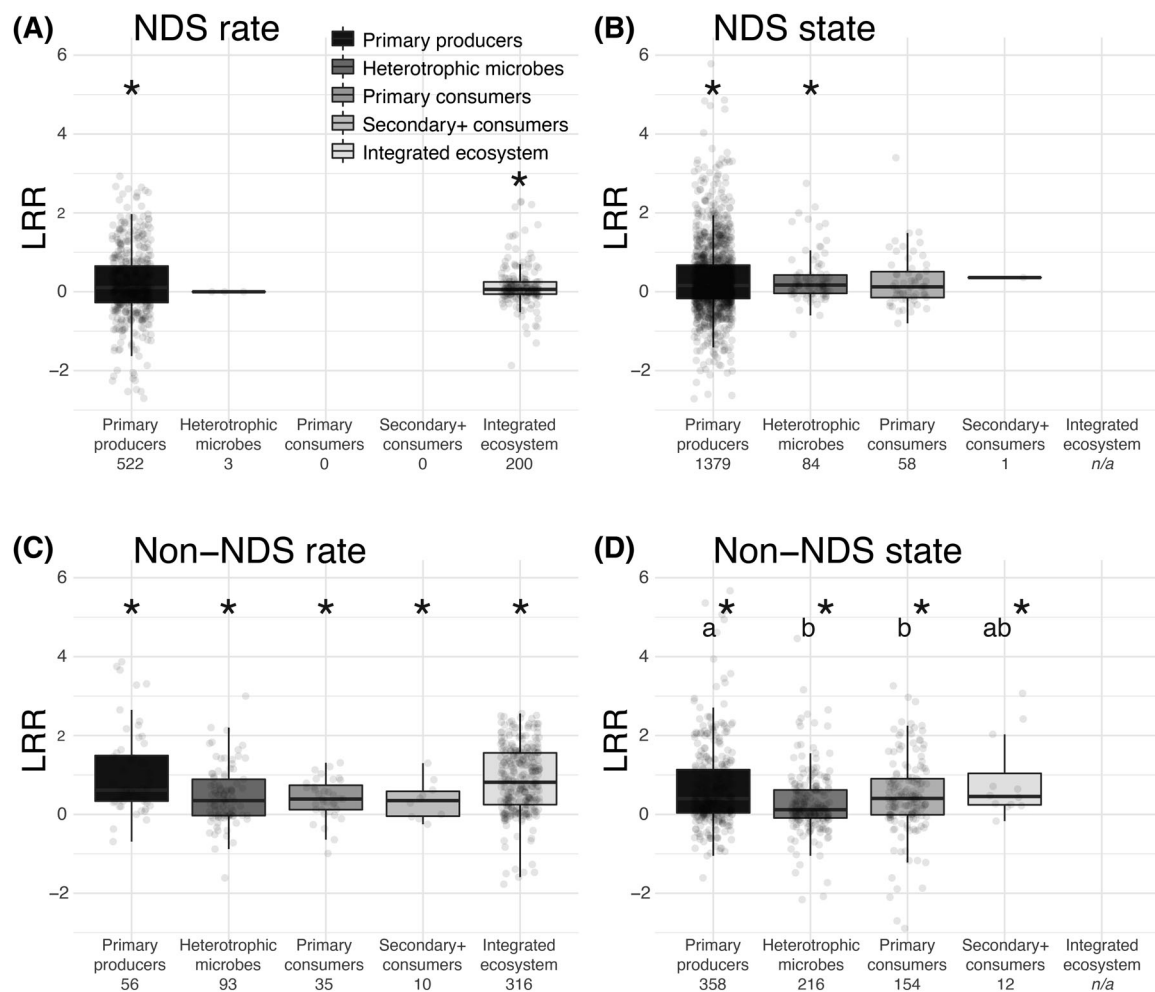 (A) NDS rate
Primary producers
Heterotrophic microbes
Primary consumers
Secondary+ consumers
Integrated ecosystem
*
*
LRR
6
4
2
0
−2
Primary producers
522
Heterotrophic microbes
3
Primary consumers
0
Secondary+ consumers
0
Integrated ecosystem
200
(B) NDS state
* *
LRR
6
4
2
0
−2
Primary producers
1379
Heterotrophic microbes
84
Primary consumers
58
Secondary+ consumers
1
Integrated ecosystem
n/a
(C) Non−NDS rate
* * * * *
LRR
6
4
2
0
−2
Primary producers
56
Heterotrophic microbes
93
Primary consumers
35
Secondary+ consumers
10
Integrated ecosystem
316
(D) Non−NDS state
* * * *
a b b ab
LRR
6
4
2
0
−2
Primary producers
358
Heterotrophic microbes
216
Primary consumers
154
Secondary+ consumers
12
Integrated ecosystem
n/a